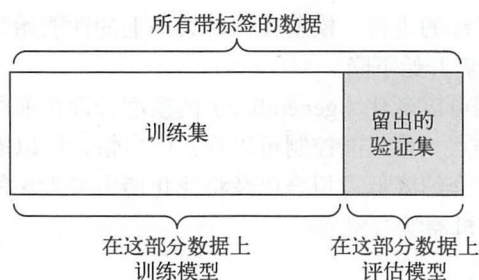 所有带标签的数据
训练集
留出的
验证集
在这部分数据上
训练模型
在这部分数据上
评估模型